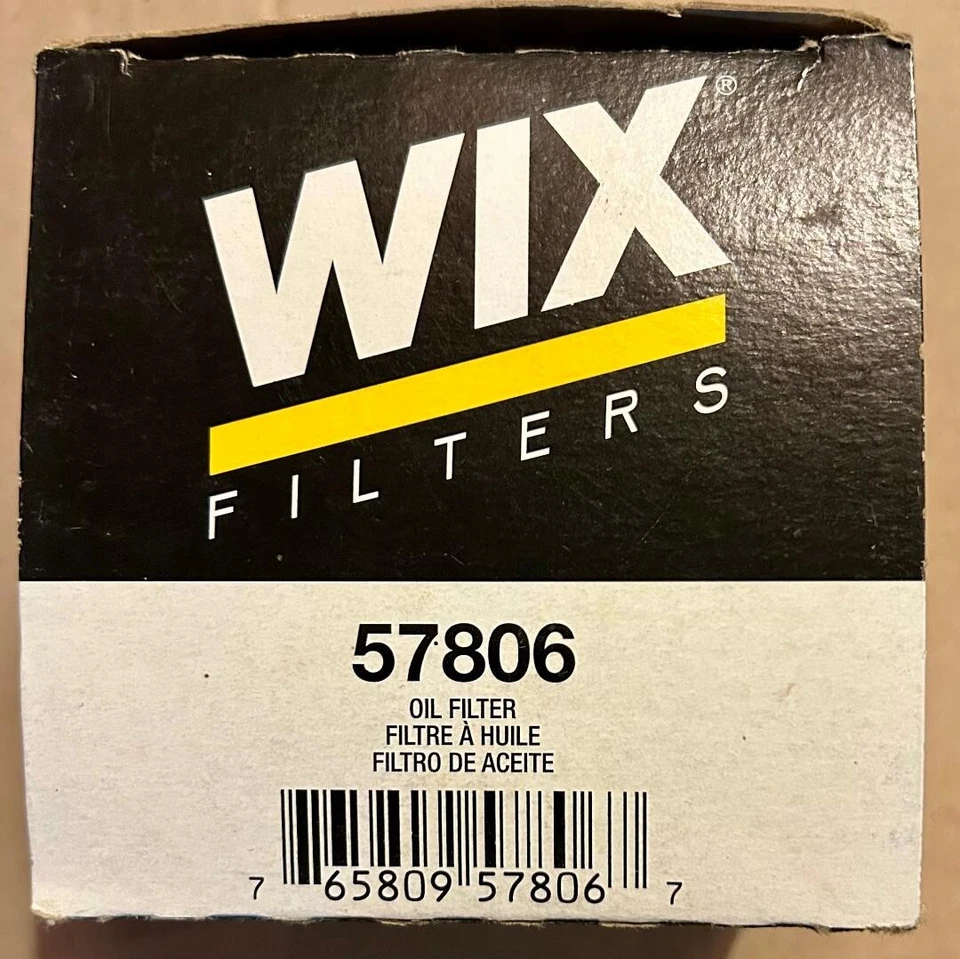 WIX®
FILTERS
57806
OIL FILTER
FILTRE À HUILE
FILTRO DE ACEITE
7 65809 57806 7